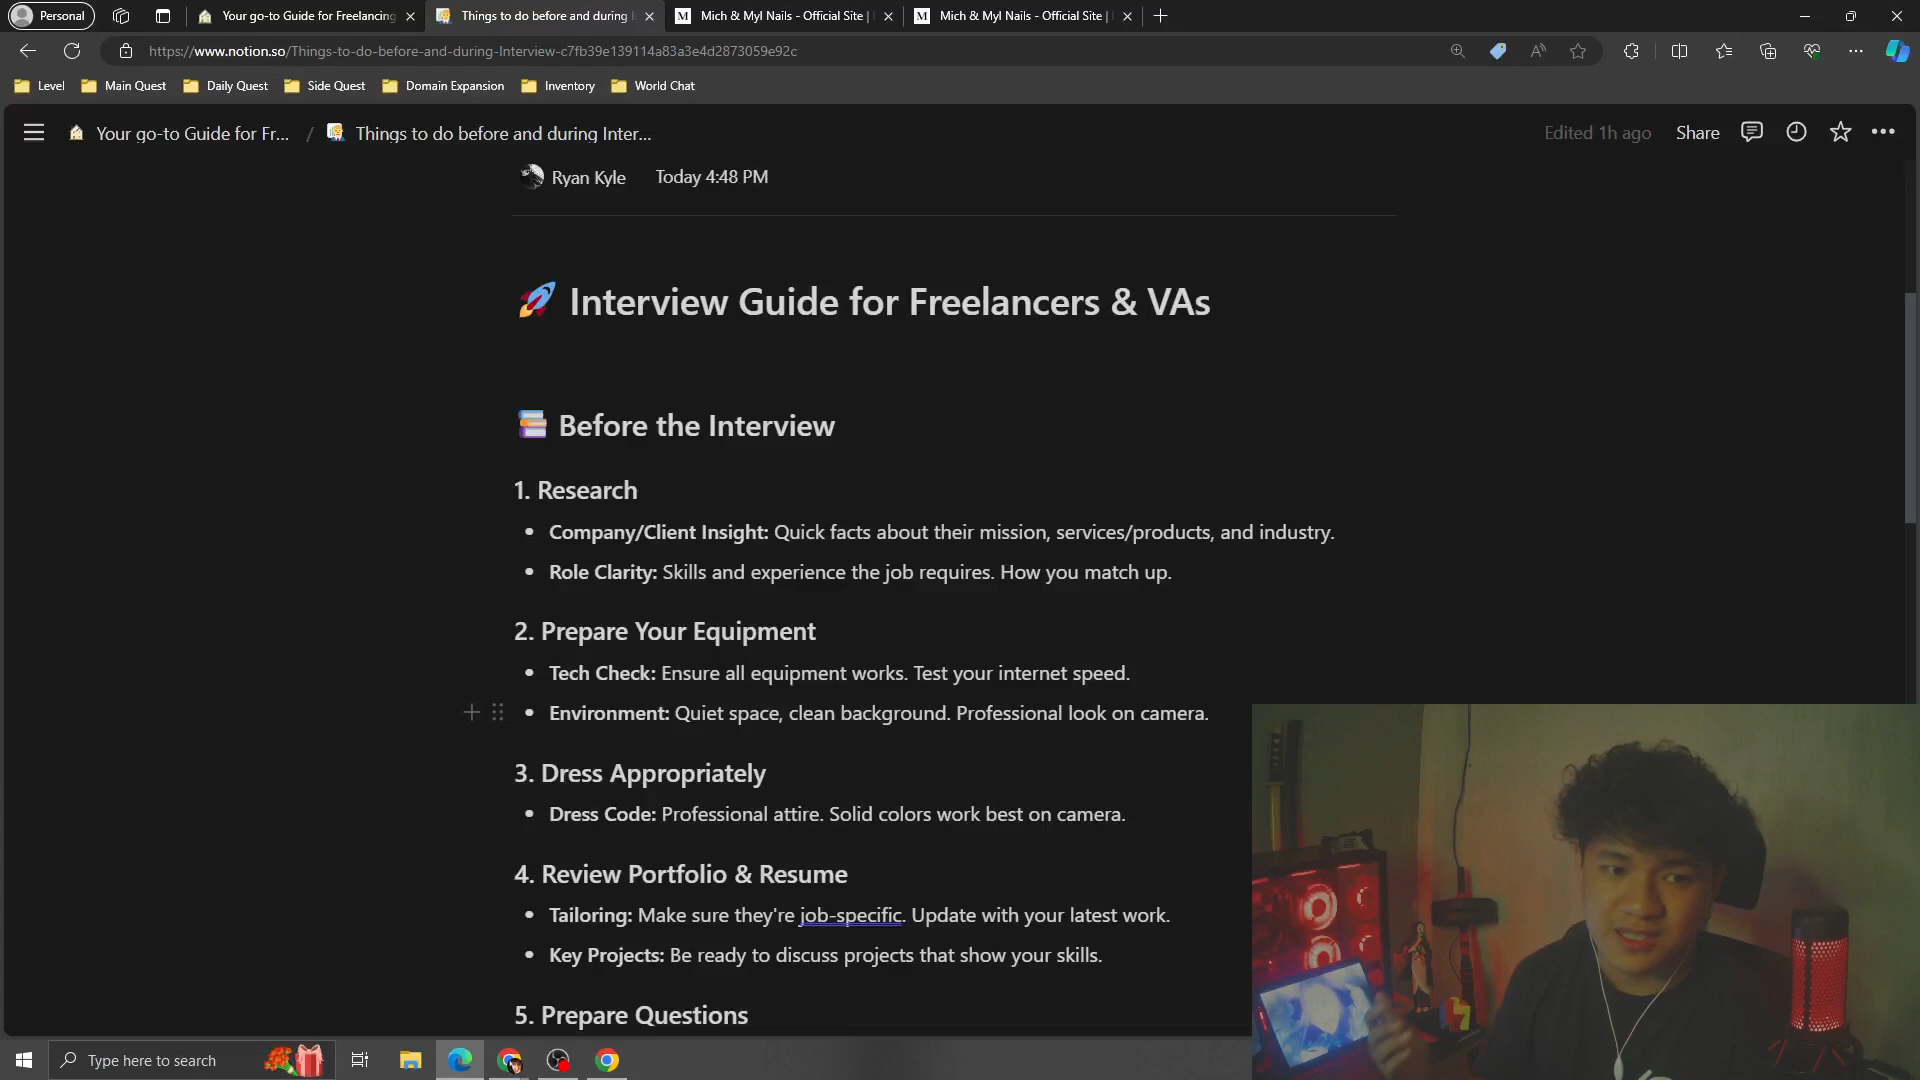 Personal
Your go-to Guide for Freelancing
Things to do before and during I
Mich & Myl Nails - Official Site |
Mich & Myl Nails - Official Site |
https://www.notion.so/Things-to-do-before-and-during-Interview-c7fb39e139114a83a3e4d2873059e92c
Level
Main Quest
Daily Quest
Side Quest
Domain Expansion
Inventory
World Chat
Your go-to Guide for Fr... / Things to do before and during Inter...
Edited 1h ago
Share
Ryan Kyle
Today 4:48 PM
Interview Guide for Freelancers & VAs
Before the Interview
1. Research
• Company/Client Insight: Quick facts about their mission, services/products, and industry.
• Role Clarity: Skills and experience the job requires. How you match up.
2. Prepare Your Equipment
• Tech Check: Ensure all equipment works. Test your internet speed.
• Environment: Quiet space, clean background. Professional look on camera.
3. Dress Appropriately
• Dress Code: Professional attire. Solid colors work best on camera.
4. Review Portfolio & Resume
• Tailoring: Make sure they're job-specific. Update with your latest work.
• Key Projects: Be ready to discuss projects that show your skills.
5. Prepare Questions
Type here to search